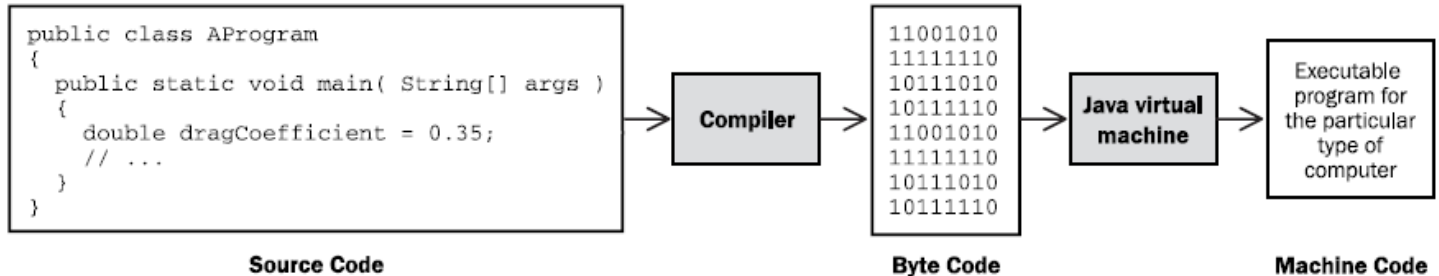 public class AProgram
{
  public static void main( String[] args )
  {
    double dragCoefficient = 0.35;
    // ...
  }
}
Source Code
Compiler
11001010
11111110
10111010
10111110
11001010
11111110
10111010
10111110
Byte Code
Java virtual
machine
Executable
program for
the particular
type of
computer
Machine Code